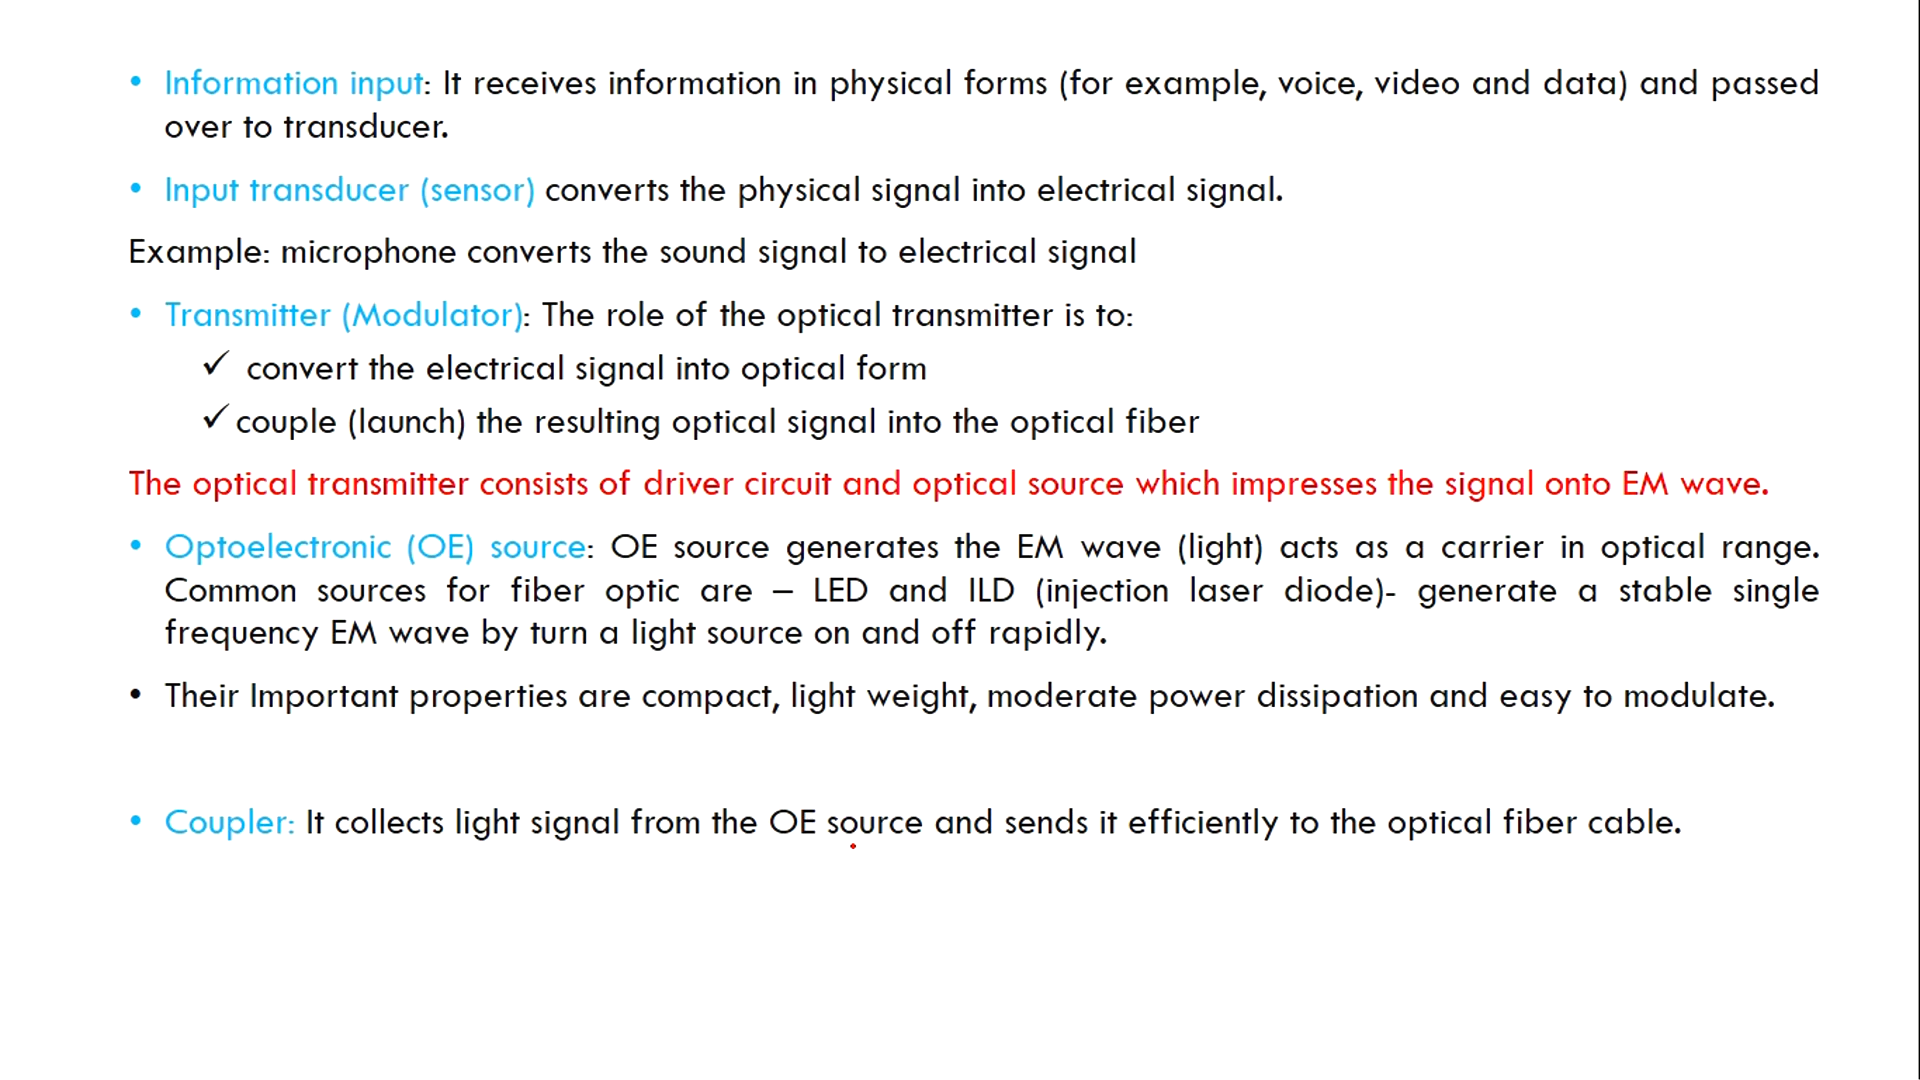 • Information input: It receives information in physical forms (for example, voice, video and data) and passed
over to transducer.
• Input transducer (sensor) converts the physical signal into electrical signal.
Example: microphone converts the sound signal to electrical signal
• Transmitter (Modulator): The role of the optical transmitter is to:
✓ convert the electrical signal into optical form
✓ couple (launch) the resulting optical signal into the optical fiber
The optical transmitter consists of driver circuit and optical source which impresses the signal onto EM wave.
• Optoelectronic (OE) source: OE source generates the EM wave (light) acts as a carrier in optical range.
Common sources for fiber optic are – LED and ILD (injection laser diode)- generate a stable single
frequency EM wave by turn a light source on and off rapidly.
• Their Important properties are compact, light weight, moderate power dissipation and easy to modulate.
• Coupler: It collects light signal from the OE source and sends it efficiently to the optical fiber cable.